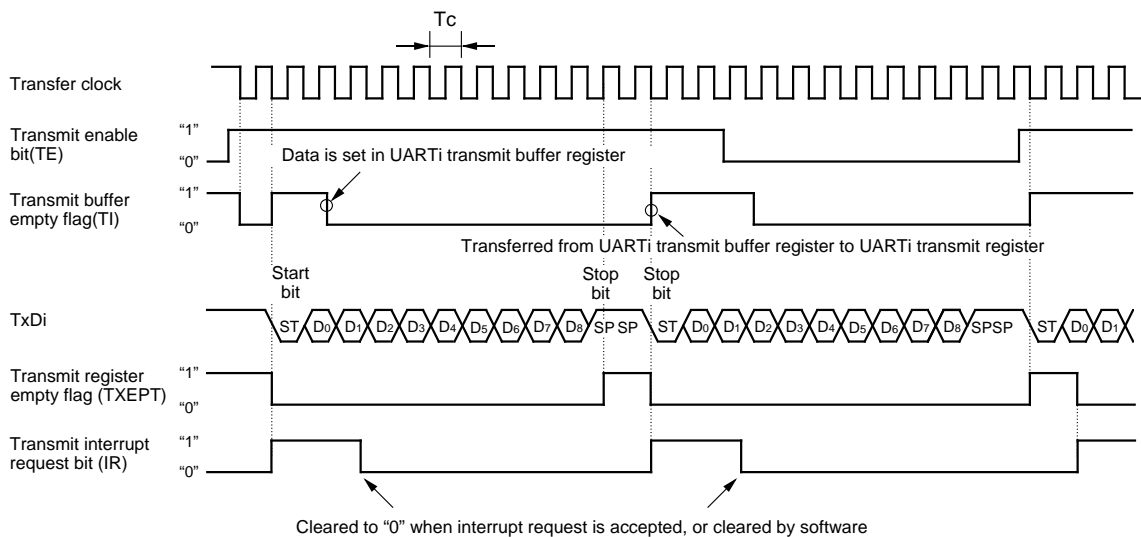 Tc
Transfer clock
Transmit enable
bit(TE)
“1”
“0”
Data is set in UARTi transmit buffer register
Transmit buffer
empty flag(TI)
“1”
“0”
Transferred from UARTi transmit buffer register to UARTi transmit register
Start
bit
Stop
bit
Stop
bit
TxDi
ST D0 D1 D2 D3 D4 D5 D6 D7 D8 SP SP ST D0 D1 D2 D3 D4 D5 D6 D7 D8 SPSP ST D0 D1
Transmit register
empty flag (TXEPT)
“1”
“0”
Transmit interrupt
request bit (IR)
“1”
“0”
Cleared to “0” when interrupt request is accepted, or cleared by software